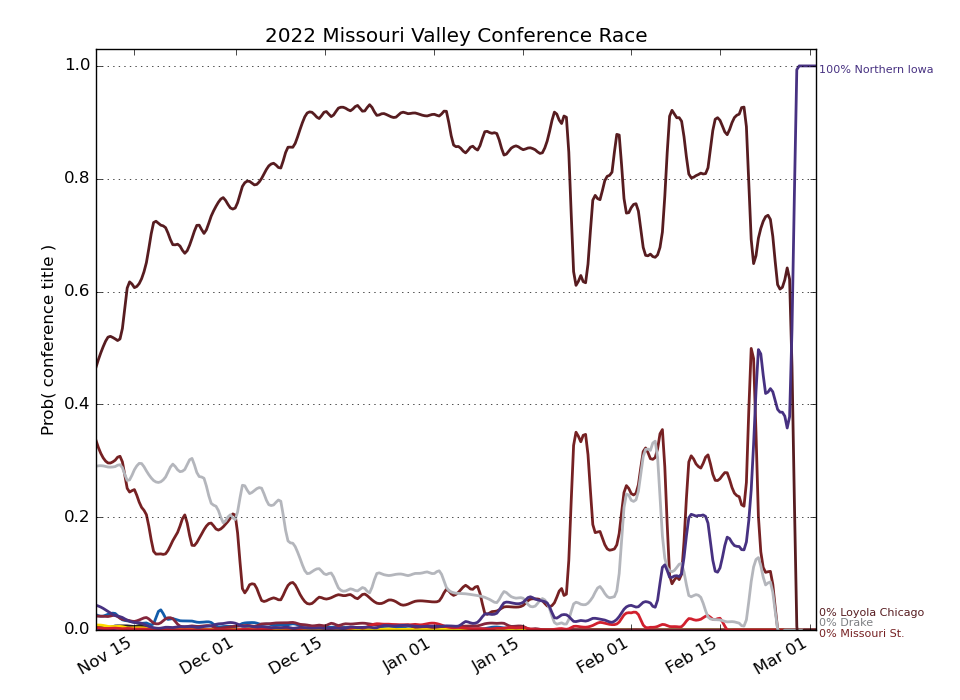 2022 Missouri Valley Conference Race
Prob( conference title )
1.0
0.8
0.6
0.4
0.2
0.0
Nov 15
Dec 01
Dec 15
Jan 01
Jan 15
Feb 01
Feb 15
Mar 01
100% Northern Iowa
0% Loyola Chicago
0% Drake
0% Missouri St.